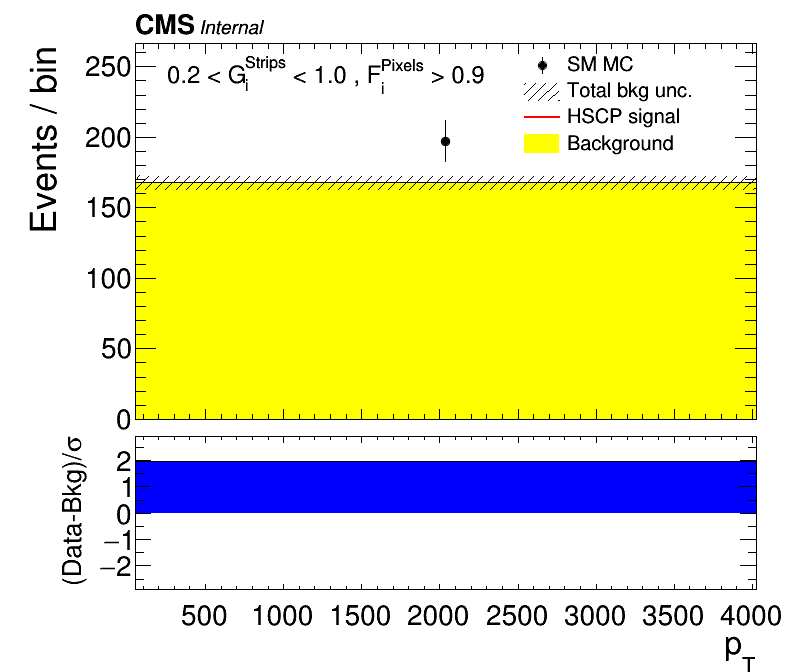 CMS Internal
0.2 < G_i^Strips < 1.0 , F_i^Pixels > 0.9
SM MC
Total bkg unc.
HSCP signal
Background
Events / bin
250
200
150
100
50
0
(Data-Bkg)/σ
2
1
0
−1
−2
500 1000 1500 2000 2500 3000 3500 4000
p_T